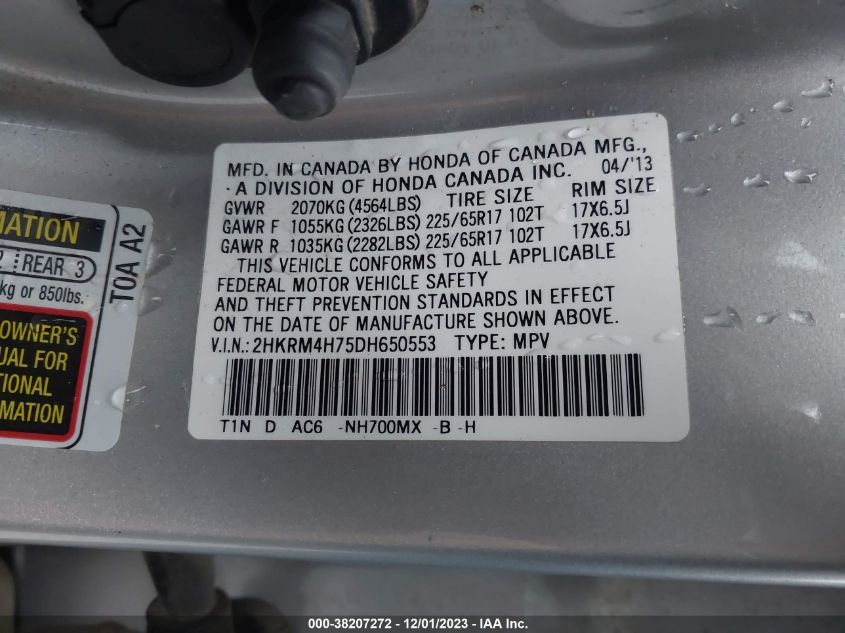 MFD. IN CANADA BY HONDA OF CANADA MFG.,
A DIVISION OF HONDA CANADA INC. 04/'13
GVWR 2070KG (4564LBS) TIRE SIZE RIM SIZE
GAWR F 1055KG (2326LBS) 225/65R17 102T 17X6.5J
GAWR R 1035KG (2282LBS) 225/65R17 102T 17X6.5J
THIS VEHICLE CONFORMS TO ALL APPLICABLE
FEDERAL MOTOR VEHICLE SAFETY
AND THEFT PREVENTION STANDARDS IN EFFECT
ON THE DATE OF MANUFACTURE SHOWN ABOVE.
V.I.N.: 2HKRM4H75DH650553 TYPE: MPV
T1N D AC6 -NH700MX -B -H
MATION
2 REAR 3
kg or 850lbs.
OWNER'S
UAL FOR
TIONAL
RMATION
T0A A2
000-38207272 - 12/01/2023 - IAA Inc.